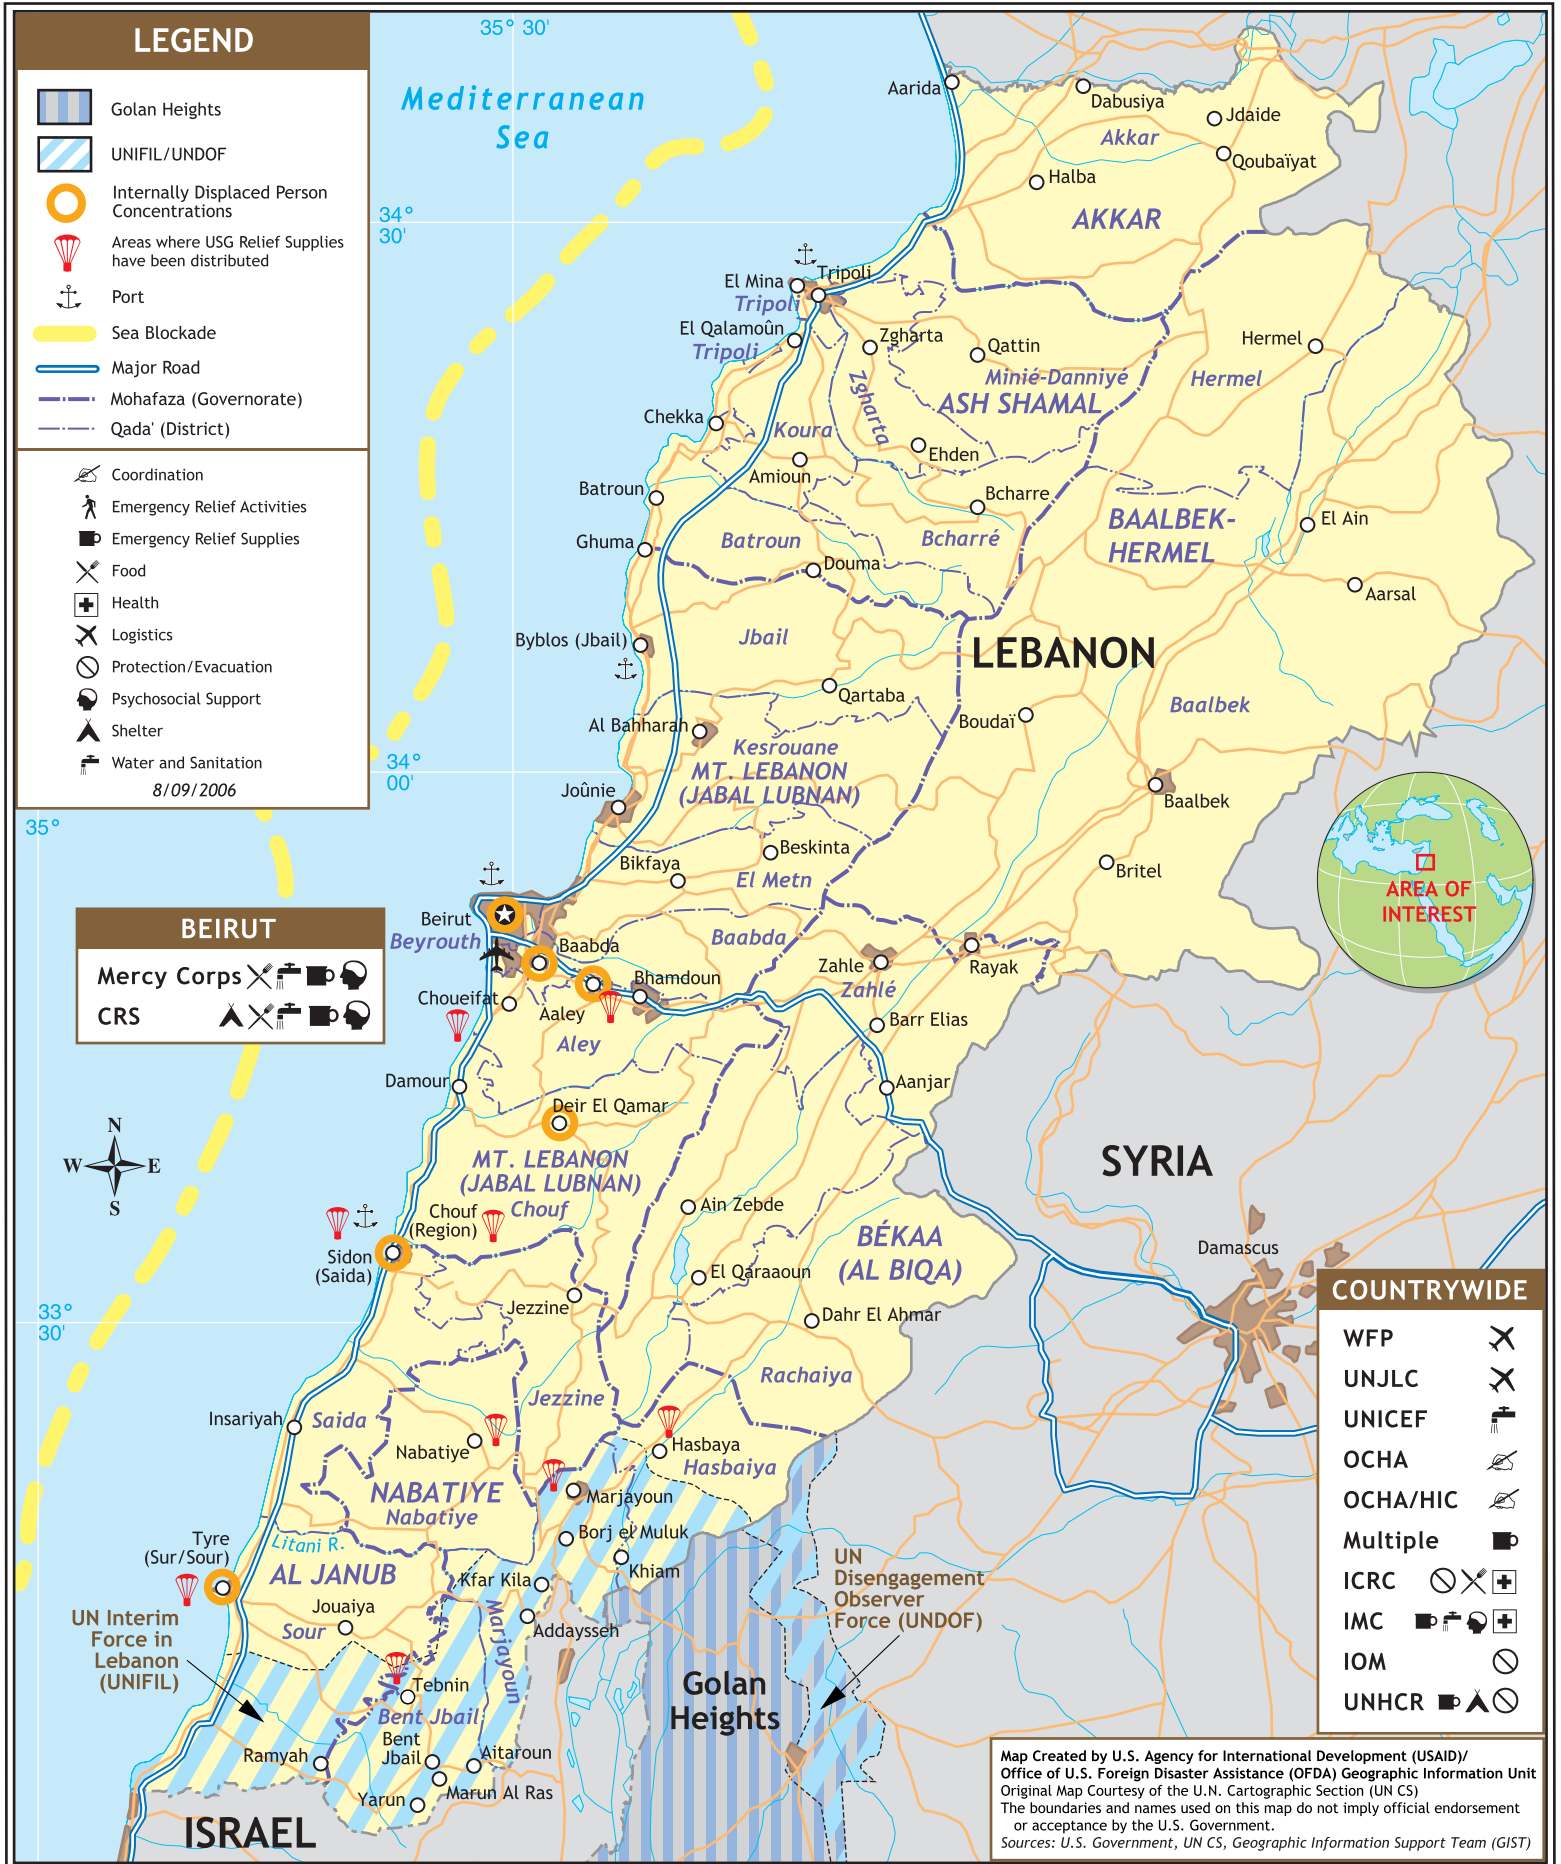 LEGEND
Golan Heights
UNIFIL/UNDOF
Internally Displaced Person
Concentrations
Areas where USG Relief Supplies
have been distributed
Port
Sea Blockade
Major Road
Mohafaza (Governorate)
Qada' (District)
Coordination
Emergency Relief Activities
Emergency Relief Supplies
Food
Health
Logistics
Protection/Evacuation
Psychosocial Support
Shelter
Water and Sanitation
8/09/2006
35° 30'
Mediterranean
Sea
34°
30'
34°
00'
35°
33°
30'
Aarida
Dabusiya
Jdaide
Akkar
Qoubaïyat
Halba
AKKAR
El Mina
Tripoli
Tripoli
El Qalamoûn
Tripoli
Zgharta
Qattin
Hermel
Minié-Danniyé
Hermel
Zgharta
ASH SHAMAL
Chekka
Koura
Ehden
Amioun
Batroun
Bcharre
BAALBEK-
HERMEL
El Ain
Ghuma
Batroun
Bcharré
Douma
Aarsal
Byblos (Jbail)
Jbail
LEBANON
Qartaba
Boudaï
Baalbek
Al Bahharah
Kesrouane
MT. LEBANON
(JABAL LUBNAN)
Joûnie
Baalbek
Beskinta
Bikfaya
El Metn
Britel
AREA OF
INTEREST
Beirut
Beyrouth
Baabda
Baabda
Zahle
Rayak
Bhamdoun
Zahlé
Choueifat
Aaley
Barr Elias
Aley
Damour
Aanjar
BEIRUT
Mercy Corps
CRS
N
W
E
S
Deir El Qamar
MT. LEBANON
(JABAL LUBNAN)
Chouf
Chouf
(Region)
Ain Zebde
SYRIA
BÉKAA
(AL BIQA)
Damascus
Sidon
(Saida)
El Qaraaoun
Jezzine
Dahr El Ahmar
Rachaiya
Insariyah
Saida
Jezzine
Nabatiye
Hasbaya
Hasbaiya
NABATIYE
Nabatiye
Marjayoun
Tyre
(Sur/Sour)
Litani R.
Borj el Muluk
AL JANUB
Kfar Kila
Khiam
UN
Disengagement
Observer
Force (UNDOF)
Jouaiya
Sour
Addaysseh
Marjayoun
UN Interim
Force in
Lebanon
(UNIFIL)
Tebnin
Bent Jbail
Golan
Heights
Ramyah
Bent
Jbail
Aitaroun
Marun Al Ras
Yarun
ISRAEL
COUNTRYWIDE
WFP
UNJLC
UNICEF
OCHA
OCHA/HIC
Multiple
ICRC
IMC
IOM
UNHCR
Map Created by U.S. Agency for International Development (USAID)/
Office of U.S. Foreign Disaster Assistance (OFDA) Geographic Information Unit
Original Map Courtesy of the U.N. Cartographic Section (UN CS)
The boundaries and names used on this map do not imply official endorsement
or acceptance by the U.S. Government.
Sources: U.S. Government, UN CS, Geographic Information Support Team (GIST)